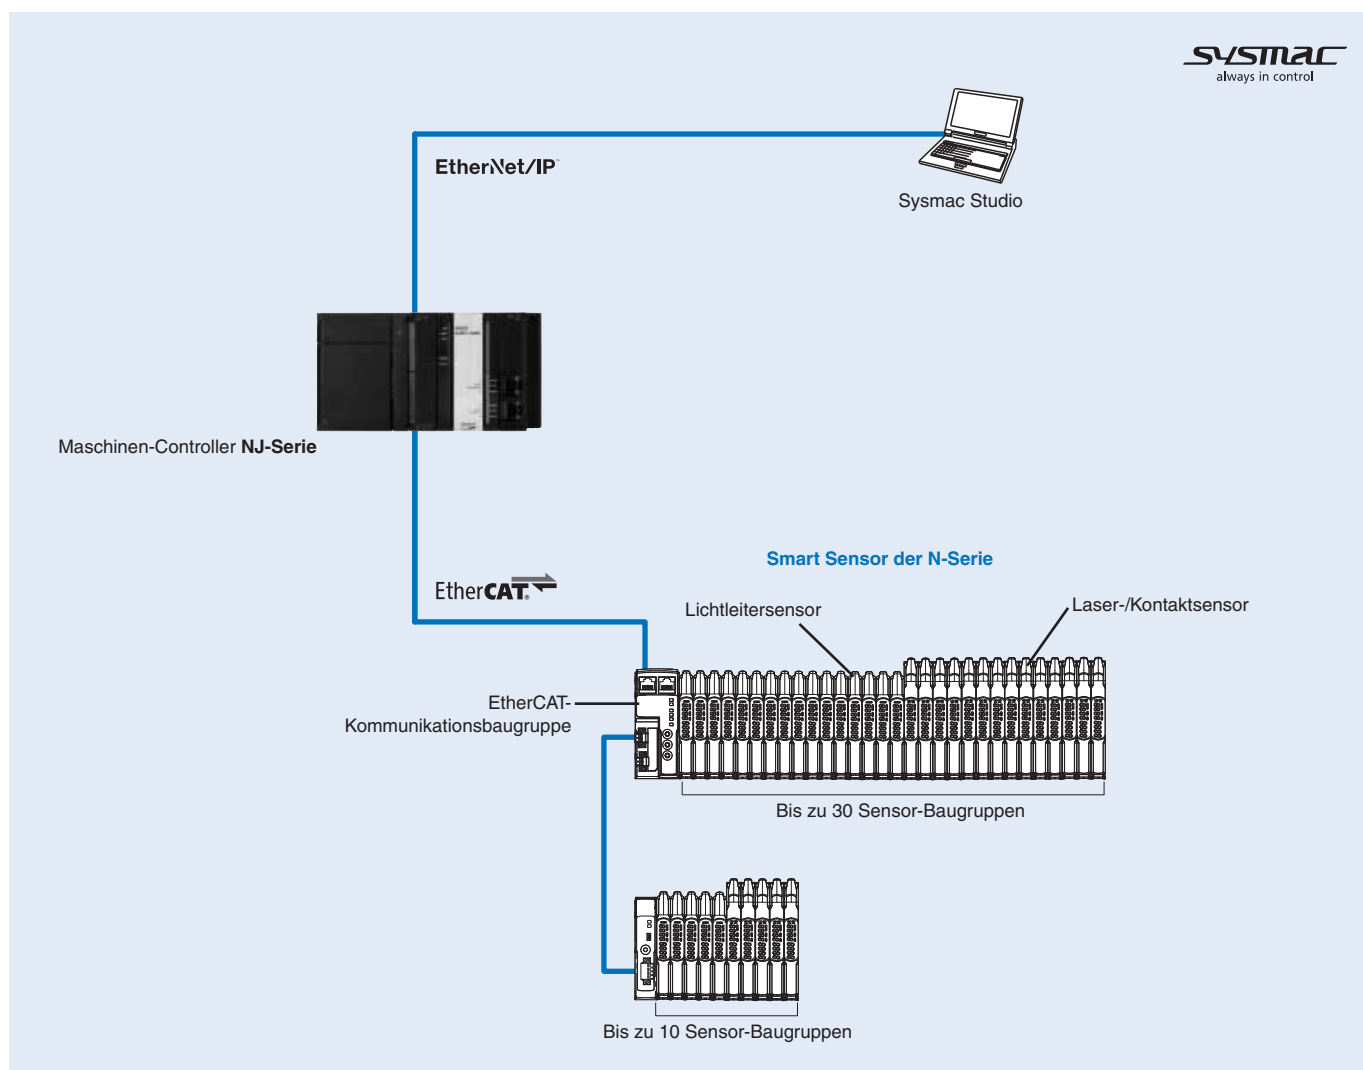 sysmac
always in control
EtherNet/IP™
Sysmac Studio
Maschinen-Controller NJ-Serie
Smart Sensor der N-Serie
EtherCAT®
Lichtleitersensor
Laser-/Kontaktsensor
EtherCAT-
Kommunikationsbaugruppe
Bis zu 30 Sensor-Baugruppen
Bis zu 10 Sensor-Baugruppen